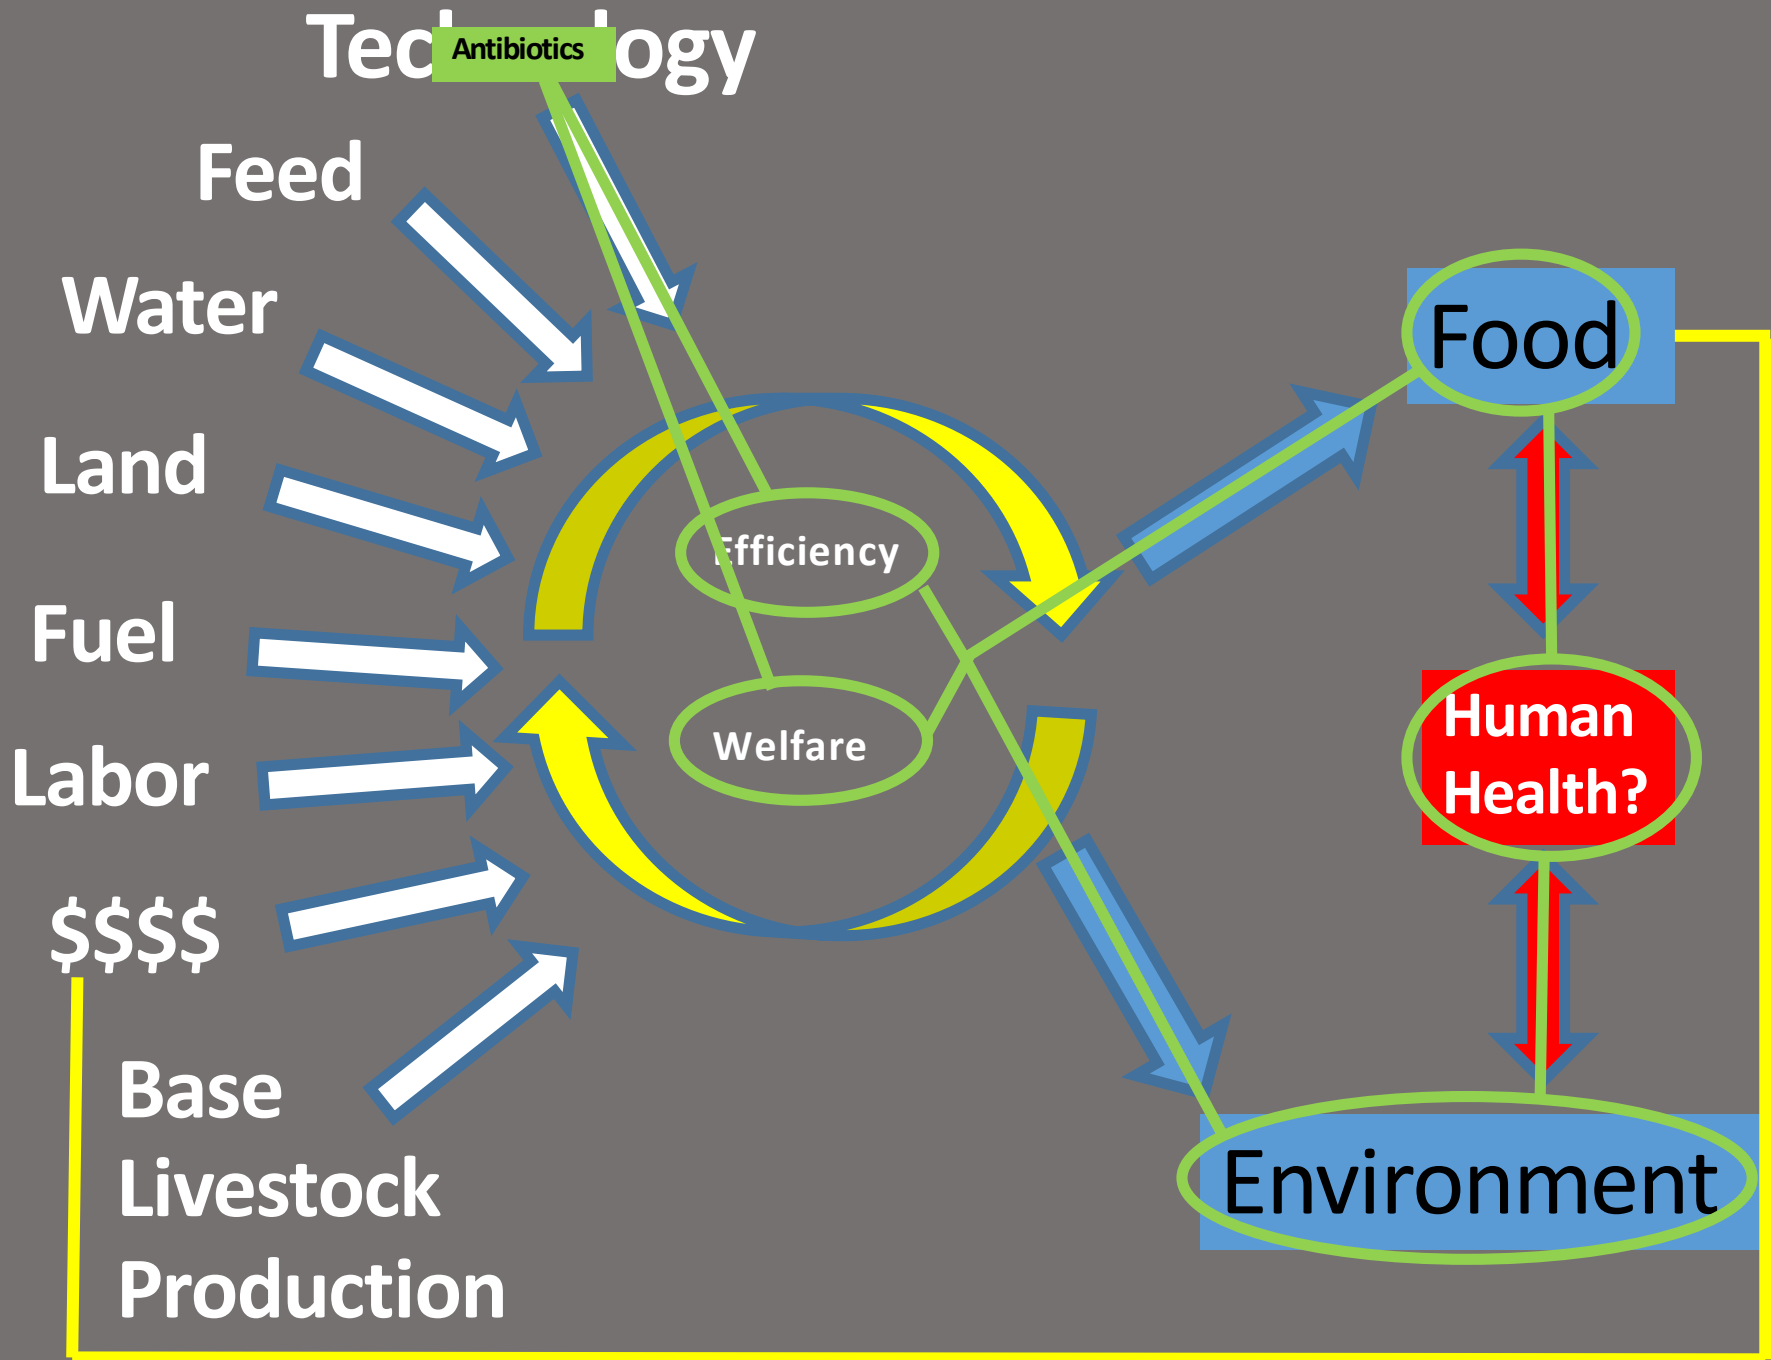 Antibiotics
Feed
Water
Land
Fuel
Labor
$$$$
Base
Livestock
Production
Efficiency
Welfare
Food
Human
Health?
Environment